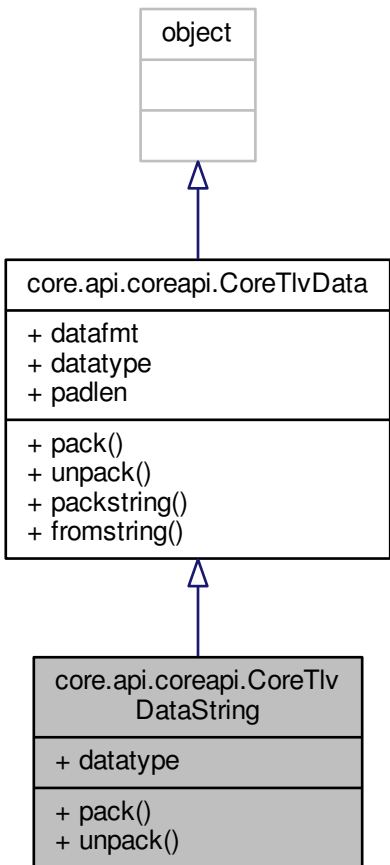 object
core.api.coreapi.CoreTlvData
+ datafmt
+ datatype
+ padlen
+ pack()
+ unpack()
+ packstring()
+ fromstring()
core.api.coreapi.CoreTlv
DataString
+ datatype
+ pack()
+ unpack()